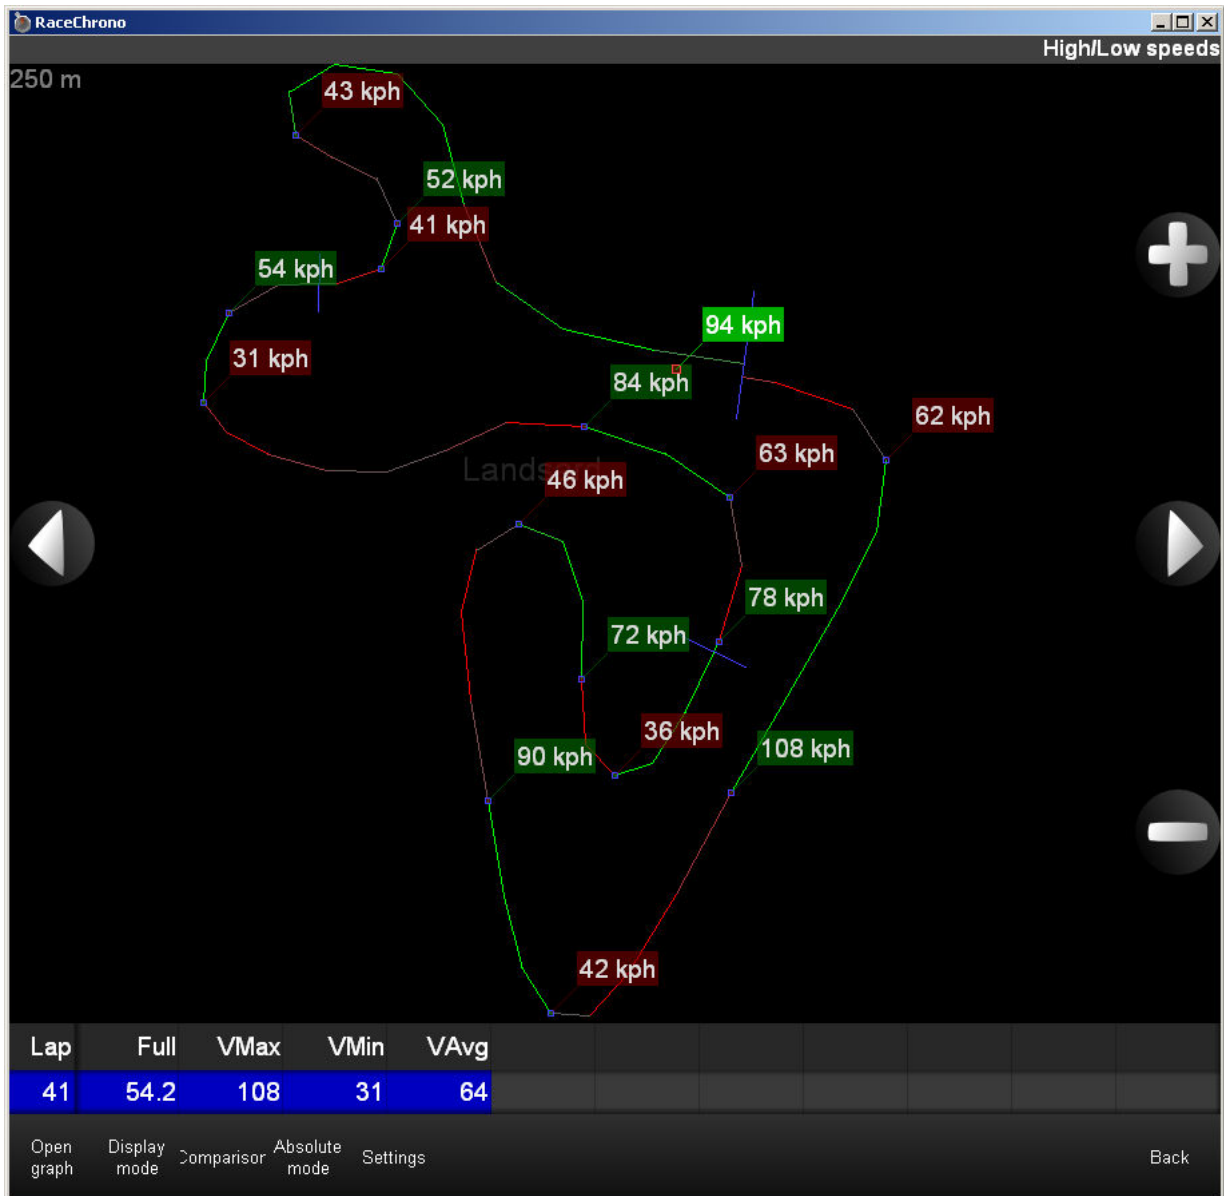 RaceChrono
High/Low speeds
250 m
43 kph
52 kph
41 kph
54 kph
94 kph
31 kph
84 kph
62 kph
63 kph
46 kph
78 kph
72 kph
36 kph
108 kph
90 kph
42 kph
Lap Full VMax VMin VAvg
41 54.2 108 31 64
Open graph
Display mode
Comparisor
Absolute mode
Settings
Back